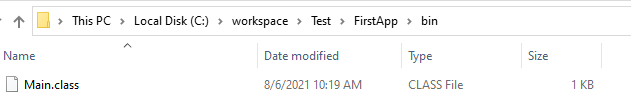 This PC > Local Disk (C:) > workspace > Test > FirstApp > bin
Name Date modified Type Size
Main.class 8/6/2021 10:19 AM CLASS File 1 KB